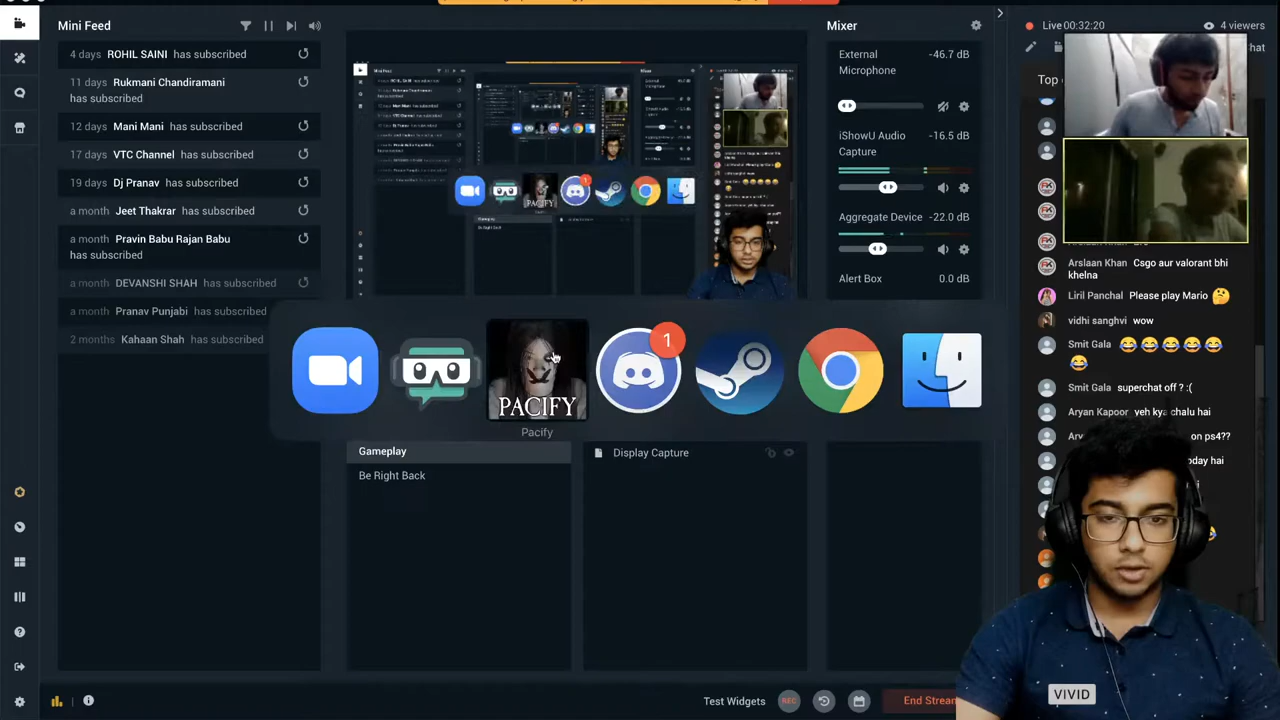 Mini Feed
4 days ROHIL SAINI has subscribed
11 days Rukmani Chandiramani
has subscribed
12 days Mani Mani has subscribed
17 days VTC Channel has subscribed
19 days Dj Pranav has subscribed
a month Jeet Thakrar has subscribed
a month Pravin Babu Rajan Babu
has subscribed
a month DEVANSHI SHAH has subscribed
a month Pranav Punjabi has subscribed
2 months Kahaan Shah has subscribed
PACIFY
1
Pacify
Gameplay
Be Right Back
Display Capture
Mixer
External
Microphone
-46.7 dB
iShowU Audio
Capture
-16.5 dB
Aggregate Device
-22.0 dB
Alert Box
0.0 dB
Live 00:32:20
4 viewers
Top
hat
Arslaan Khan Csgo aur valorant bhi
khelna
Liril Panchal Please play Mario 🤔
vidhi sanghvi wow
Smit Gala 😂😂😂😂😂
😂
Smit Gala superchat off ? :(
Aryan Kapoor yeh kya chalu hai
Ary
on ps4??
oday hai
Test Widgets
REC
End Strea
VIVID